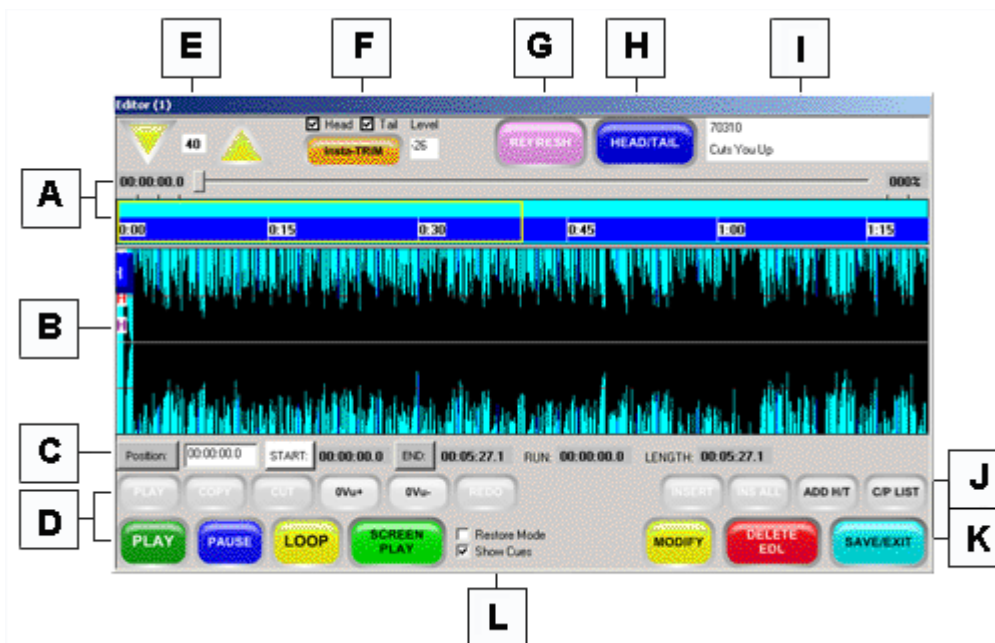 E F G H I
Editor (1)
40
Head Tail Level
Insta-TRIM
-26
REFRESH
HEAD/TAIL
70310
Cuts You Up
A
00:00:00.0
000%
0:00 0:15 0:30 0:45 1:00 1:15
H
H
H
B
C
Position: 00:00:00.0 START: 00:00:00.0 END: 00:05:27.1 RUN: 00:00:00.0 LENGTH: 00:05:27.1
D
PLAY COPY CUT 0Vu+ 0Vu- REDO INSERT INS ALL ADD H/T C/P LIST
J
PLAY PAUSE LOOP SCREEN PLAY
Restore Mode
Show Cues
MODIFY DELETE EDL SAVE/EXIT
K
L